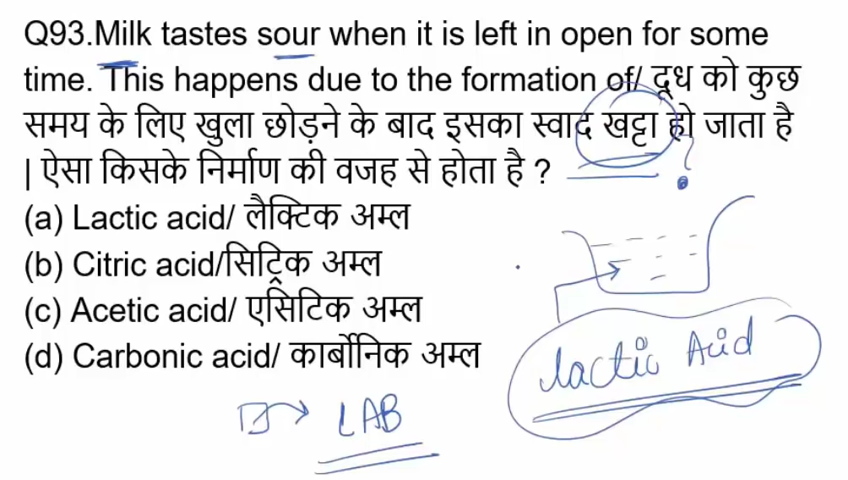 Q93.Milk tastes sour when it is left in open for some
time. This happens due to the formation of/ दूध को कुछ
समय के लिए खुला छोड़ने के बाद इसका स्वाद खट्टा हो जाता है
| ऐसा किसके निर्माण की वजह से होता है ?
(a) Lactic acid/ लैक्टिक अम्ल
(b) Citric acid/सिट्रिक अम्ल
(c) Acetic acid/ एसिटिक अम्ल
(d) Carbonic acid/ कार्बोनिक अम्ल
lactic Acid
LAB